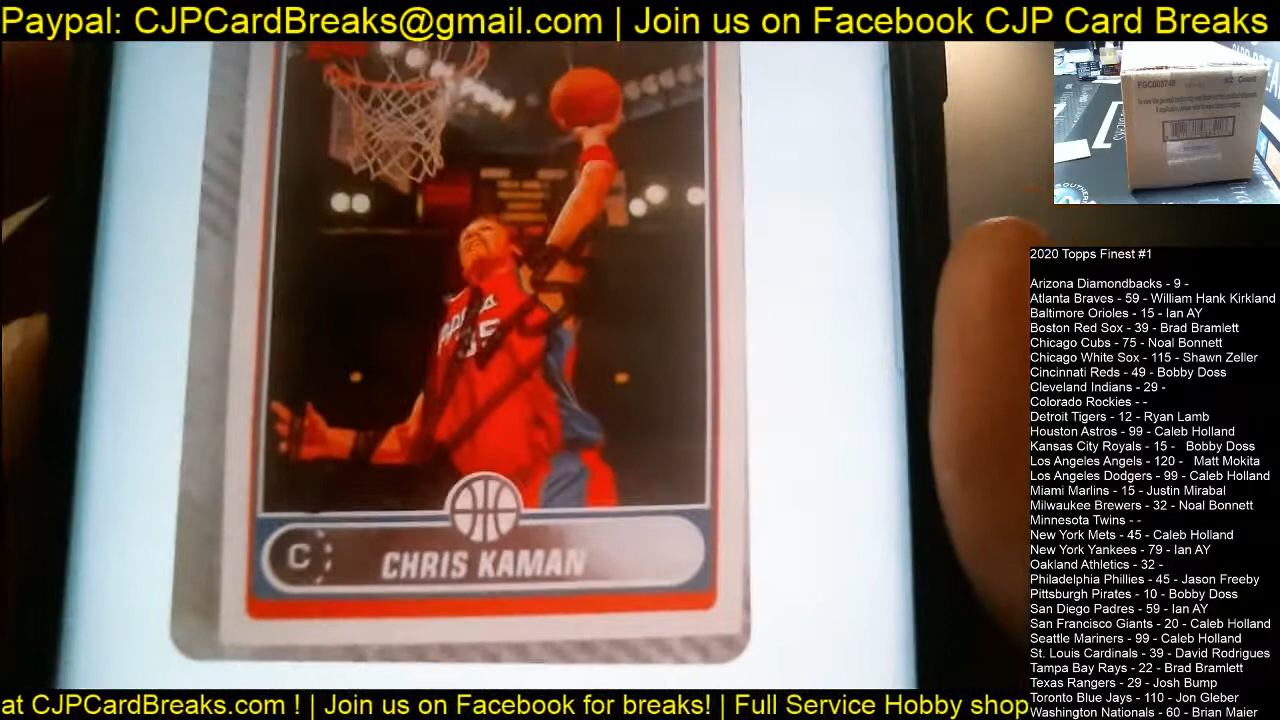 Paypal: CJPCardBreaks@gmail.com | Join us on Facebook CJP Card Breaks
35
C
CHRIS KAMAN
2020 Topps Finest #1
Arizona Diamondbacks - 9 -
Atlanta Braves - 59 - William Hank Kirkland
Baltimore Orioles - 15 - Ian AY
Boston Red Sox - 39 - Brad Bramlett
Chicago Cubs - 75 - Noal Bonnett
Chicago White Sox - 115 - Shawn Zeller
Cincinnati Reds - 49 - Bobby Doss
Cleveland Indians - 29 -
Colorado Rockies - -
Detroit Tigers - 12 - Ryan Lamb
Houston Astros - 99 - Caleb Holland
Kansas City Royals - 15 - Bobby Doss
Los Angeles Angels - 120 - Matt Mokita
Los Angeles Dodgers - 99 - Caleb Holland
Miami Marlins - 15 - Justin Mirabal
Milwaukee Brewers - 32 - Noal Bonnett
Minnesota Twins - -
New York Mets - 45 - Caleb Holland
New York Yankees - 79 - Ian AY
Oakland Athletics - 32 -
Philadelphia Phillies - 45 - Jason Freeby
Pittsburgh Pirates - 10 - Bobby Doss
San Diego Padres - 59 - Ian AY
San Francisco Giants - 20 - Caleb Holland
Seattle Mariners - 99 - Caleb Holland
St. Louis Cardinals - 39 - David Rodrigues
Tampa Bay Rays - 22 - Brad Bramlett
Texas Rangers - 29 - Josh Bump
Toronto Blue Jays - 110 - Jon Gleber
Washington Nationals - 60 - Brian Maier
at CJPCardBreaks.com ! | Join us on Facebook for breaks! | Full Service Hobby shop